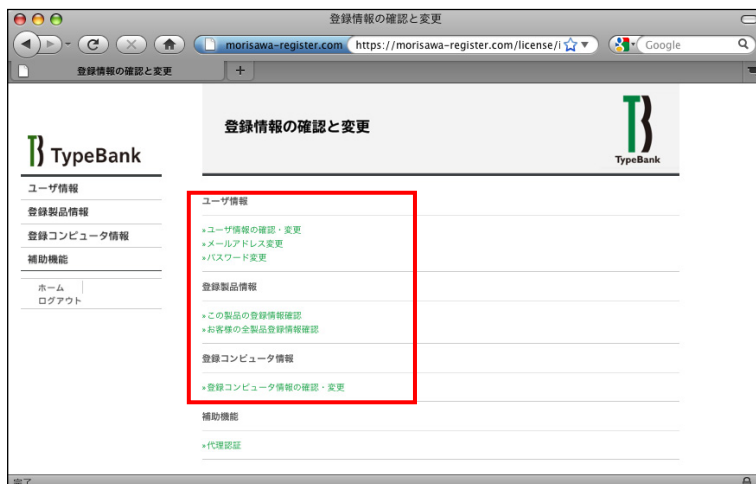 登録情報の確認と変更
morisawa-register.com
https://morisawa-register.com/license/i
Google
登録情報の確認と変更
TypeBank
ユーザ情報
登録製品情報
登録コンピュータ情報
補助機能
ホーム
ログアウト
登録情報の確認と変更
TypeBank
ユーザ情報
»ユーザ情報の確認・変更
»メールアドレス変更
»パスワード変更
登録製品情報
»この製品の登録情報確認
»お客様の全製品登録情報確認
登録コンピュータ情報
»登録コンピュータ情報の確認・変更
補助機能
»代理認証
完了